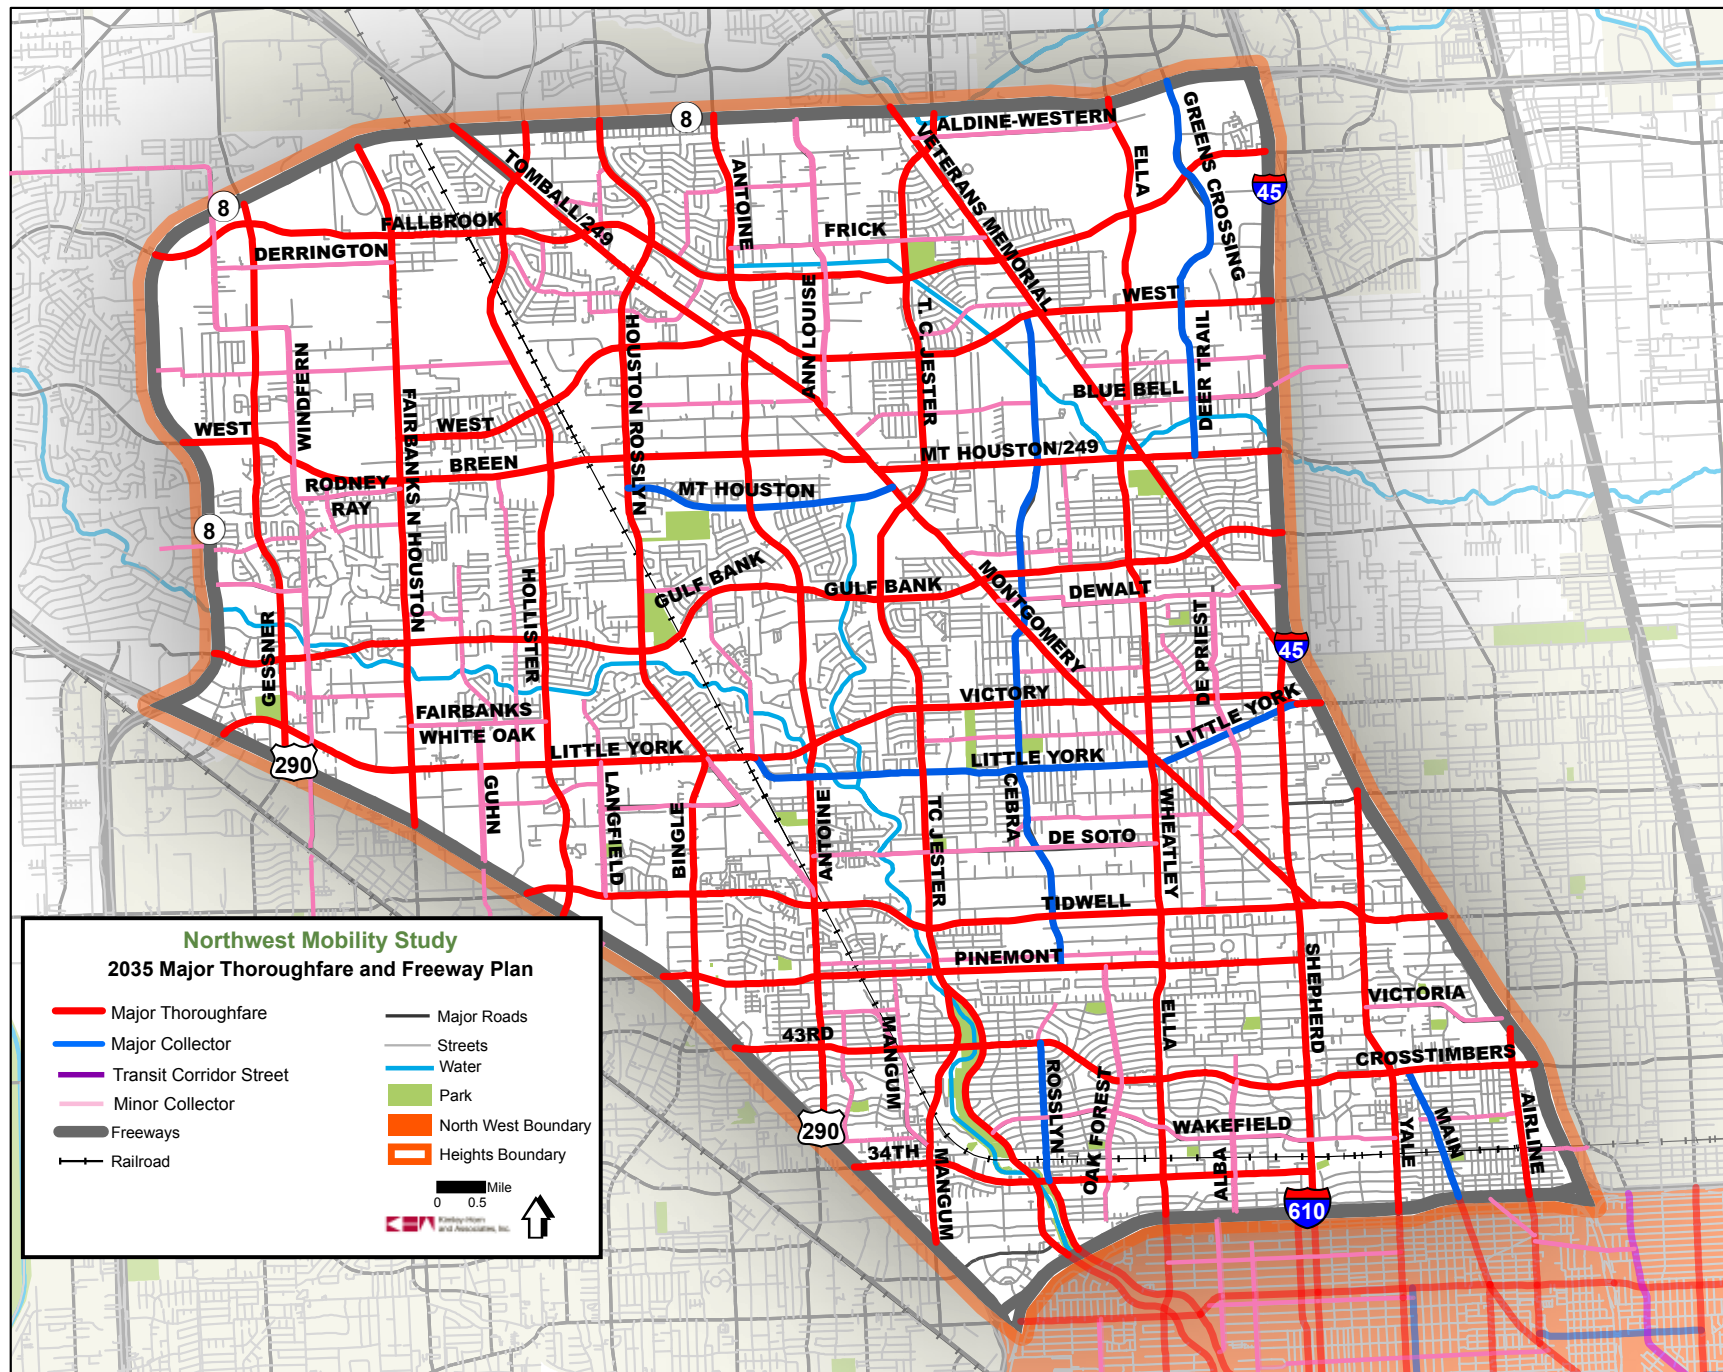 8
ALDINE-WESTERN
GREENS CROSSING
VETERANS MEMORIAL
ELLA
45
TOMBALL/249
ANTOINE
8
FALLBROOK
FRICK
DERRINGTON
ANN LOUISE
WEST
T. C. JESTER
HOUSTON ROSSLYN
DEER TRAIL
WINDFERN
BLUE BELL
FAIRBANKS N HOUSTON
WEST
WEST
BREEN
MT HOUSTON/249
RODNEY
RAY
MT HOUSTON
8
GULF BANK
GULF BANK
MONTGOMERY
DEWALT
HOLLISTER
DE PRIEST
GESSNER
45
VICTORY
FAIRBANKS
WHITE OAK
LITTLE YORK
LITTLE YORK
LITTLE YORK
290
GUHN
LANGFIELD
BINGLE
ANTOINE
TC JESTER
CEBRA
WHEATLEY
DE SOTO
TIDWELL
PINEMONT
SHEPHERD
VICTORIA
43RD
MANGUM
ELLA
CROSSTIMBERS
ROSSLYN
OAK FOREST
290
WAKEFIELD
YALE
MAIN
AIRLINE
34TH
MANGUM
ALBA
610
Northwest Mobility Study
2035 Major Thoroughfare and Freeway Plan
Major Thoroughfare
Major Collector
Transit Corridor Street
Minor Collector
Freeways
Railroad
Major Roads
Streets
Water
Park
North West Boundary
Heights Boundary
Mile
0 0.5
Kimley-Horn
and Associates, Inc.